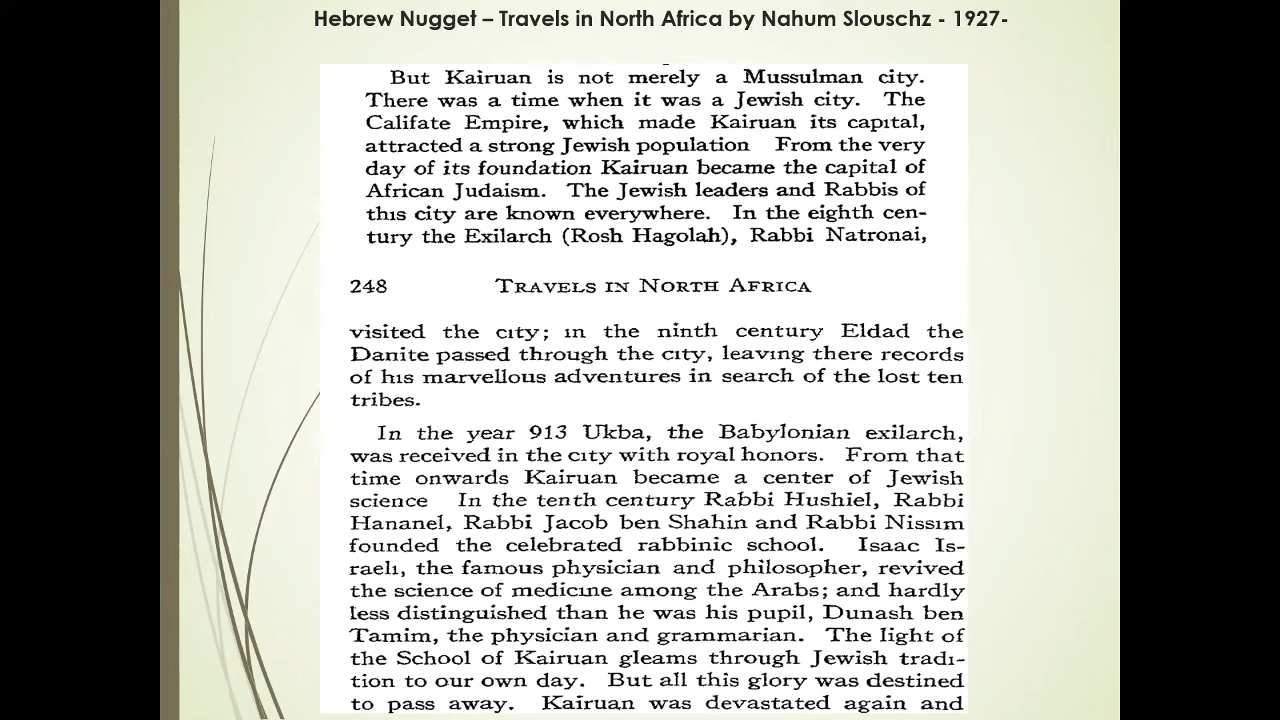 Hebrew Nugget – Travels in North Africa by Nahum Slouschz - 1927-
But Kairuan is not merely a Mussulman city.
There was a time when it was a Jewish city. The
Califate Empire, which made Kairuan its capital,
attracted a strong Jewish population From the very
day of its foundation Kairuan became the capital of
African Judaism. The Jewish leaders and Rabbis of
this city are known everywhere. In the eighth cen-
tury the Exilarch (Rosh Hagolah), Rabbi Natronai,
248 Travels in North Africa
visited the city; in the ninth century Eldad the
Danite passed through the city, leaving there records
of his marvellous adventures in search of the lost ten
tribes.
In the year 913 Ukba, the Babylonian exilarch,
was received in the city with royal honors. From that
time onwards Kairuan became a center of Jewish
science In the tenth century Rabbi Hushiel, Rabbi
Hananel, Rabbi Jacob ben Shahin and Rabbi Nissim
founded the celebrated rabbinic school. Isaac Is-
raeli, the famous physician and philosopher, revived
the science of medicine among the Arabs; and hardly
less distinguished than he was his pupil, Dunash ben
Tamim, the physician and grammarian. The light of
the School of Kairuan gleams through Jewish tradi-
tion to our own day. But all this glory was destined
to pass away. Kairuan was devastated again and